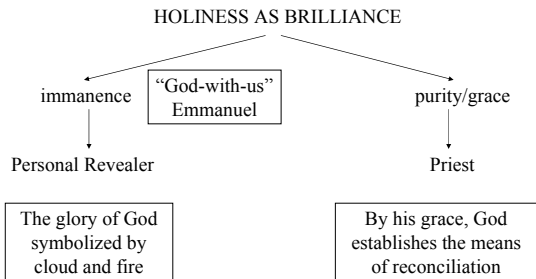 HOLINESS AS BRILLIANCE
“God-with-us”
Emmanuel
immanence
purity/grace
Personal Revealer
Priest
The glory of God
symbolized by
cloud and fire
By his grace, God
establishes the means
of reconciliation